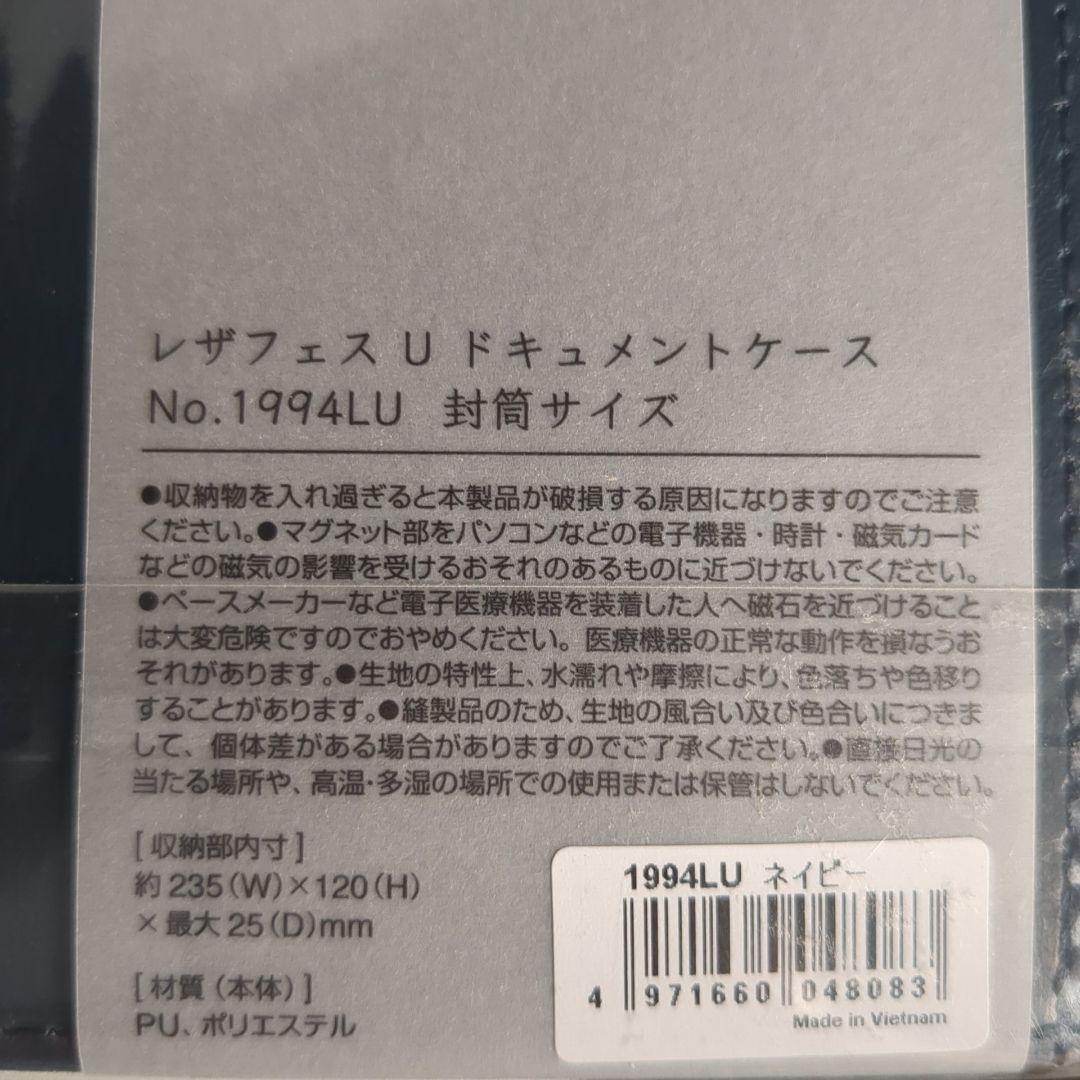 レザフェス U ドキュメントケース
No.1994LU 封筒サイズ
●収納物を入れ過ぎると本製品が破損する原因になりますのでご注意
ください。●マグネット部をパソコンなどの電子機器・時計・磁気カード
などの磁気の影響を受けるおそれのあるものに近づけないでください。
●ペースメーカーなど電子医療機器を装着した人へ磁石を近づけること
は大変危険ですのでおやめください。医療機器の正常な動作を損なうお
それがあります。●生地の特性上、水濡れや摩擦により、色落ちや色移り
することがあります。●縫製品のため、生地の風合い及び色合いにつきま
して、個体差がある場合がありますのでご了承ください。●直接日光の
当たる場所や、高温・多湿の場所での使用または保管はしないでください。
[収納部内寸]
約235(W)×120(H)
×最大25(D)mm
[材質(本体)]
PU、ポリエステル
1994LU ネイビー
4 971660 048083
Made in Vietnam